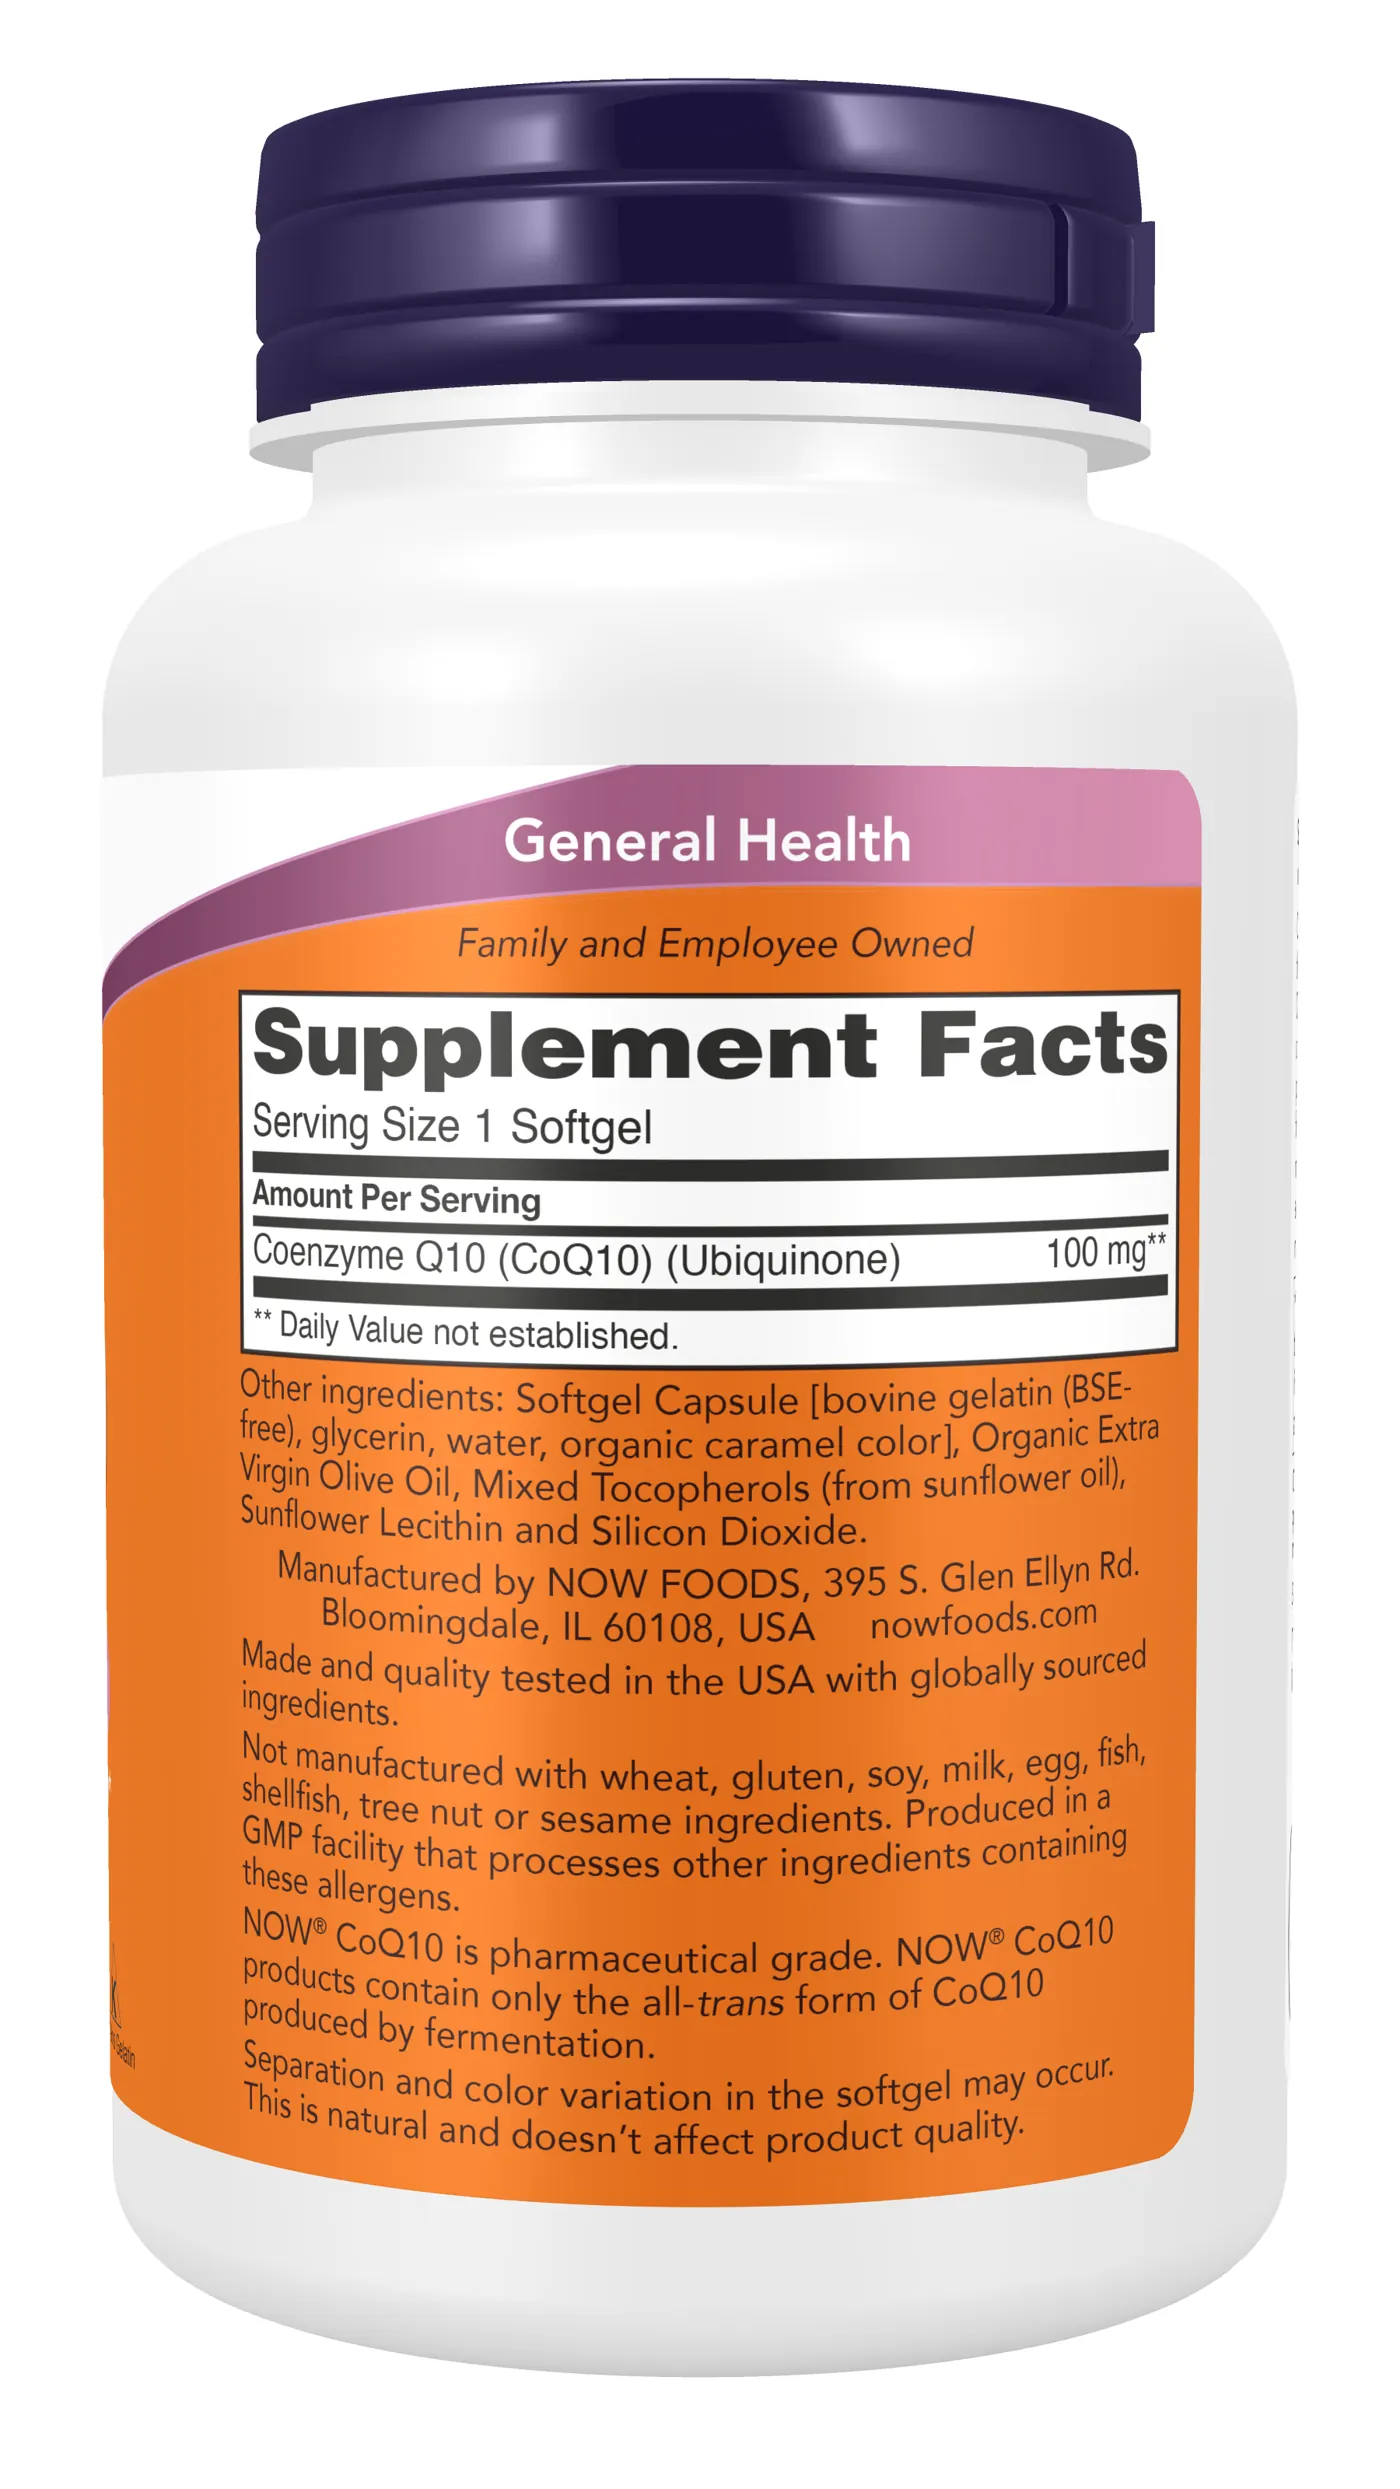 General Health
Family and Employee Owned
Supplement Facts
Serving Size 1 Softgel
Amount Per Serving
Coenzyme Q10 (CoQ10) (Ubiquinone) 100 mg**
** Daily Value not established.
Other ingredients: Softgel Capsule [bovine gelatin (BSE-
free), glycerin, water, organic caramel color], Organic Extra
Virgin Olive Oil, Mixed Tocopherols (from sunflower oil),
Sunflower Lecithin and Silicon Dioxide.
Manufactured by NOW FOODS, 395 S. Glen Ellyn Rd.
Bloomingdale, IL 60108, USA nowfoods.com
Made and quality tested in the USA with globally sourced
ingredients.
Not manufactured with wheat, gluten, soy, milk, egg, fish,
shellfish, tree nut or sesame ingredients. Produced in a
GMP facility that processes other ingredients containing
these allergens.
NOW® CoQ10 is pharmaceutical grade. NOW® CoQ10
products contain only the all-trans form of CoQ10
produced by fermentation.
Separation and color variation in the softgel may occur.
This is natural and doesn't affect product quality.
K
Gelatin